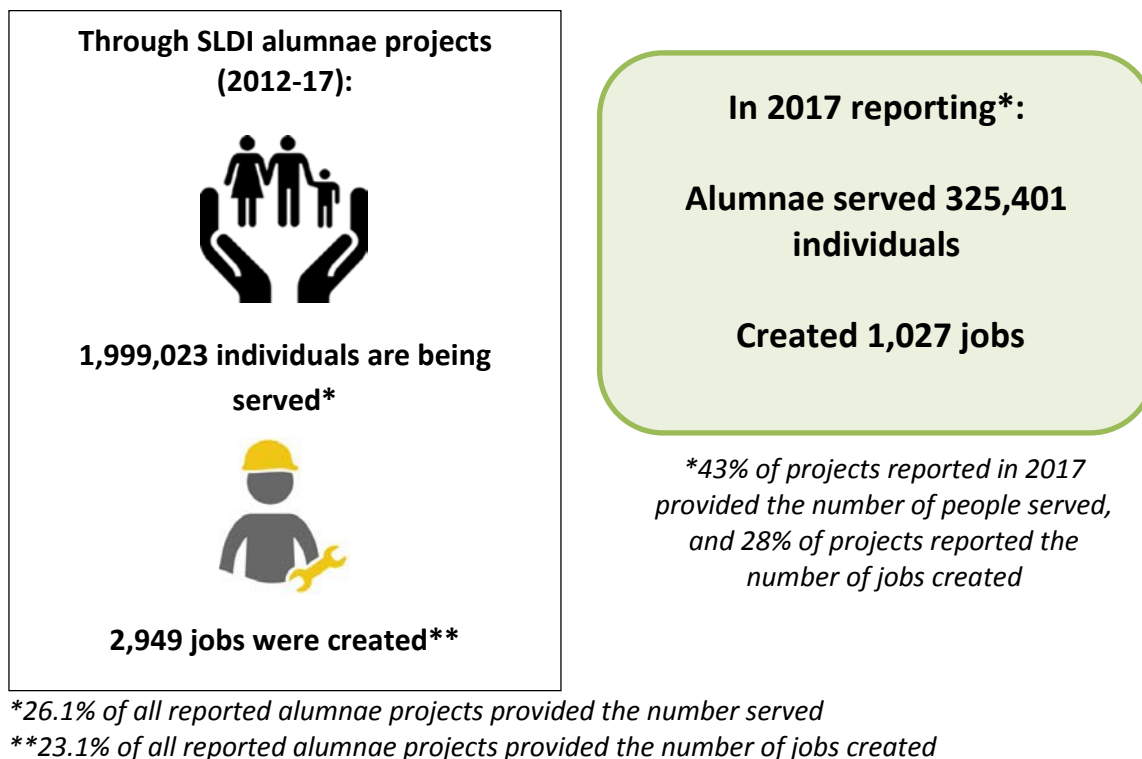 Through SLDI alumnae projects
(2012-17):
1,999,023 individuals are being
served*
2,949 jobs were created**
In 2017 reporting*:
Alumnae served 325,401
individuals
Created 1,027 jobs
*43% of projects reported in 2017
provided the number of people served,
and 28% of projects reported the
number of jobs created
*26.1% of all reported alumnae projects provided the number served
**23.1% of all reported alumnae projects provided the number of jobs created